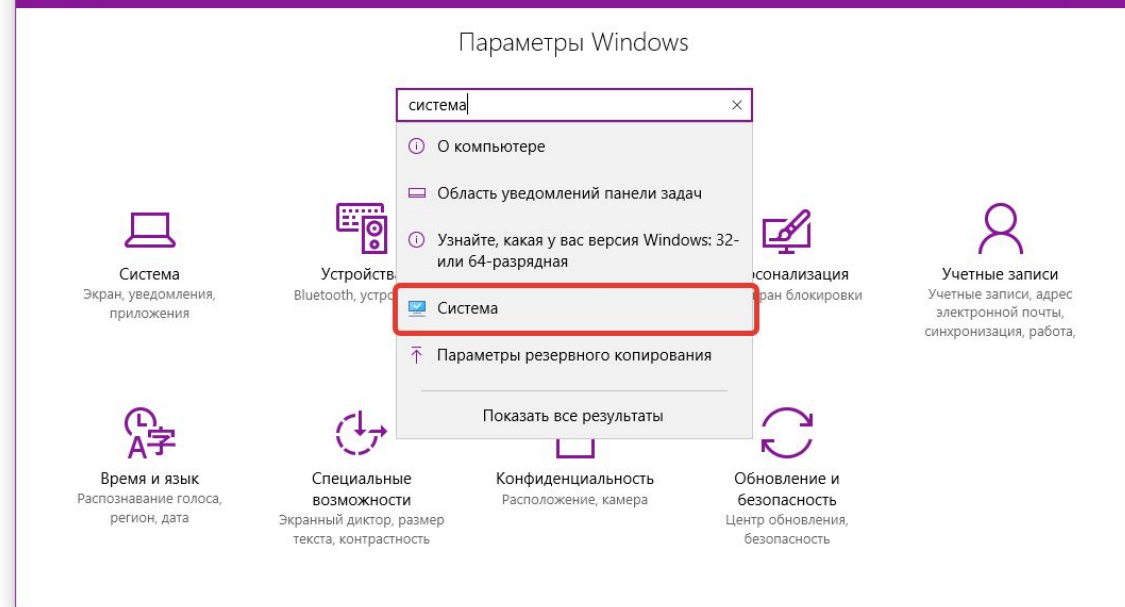 Параметры Windows
система
О компьютере
Область уведомлений панели задач
Узнайте, какая у вас версия Windows: 32-
или 64-разрядная
Система
Параметры резервного копирования
Показать все результаты
Система
Экран, уведомления,
приложения
Устройств
Bluetooth, устро
рсонализация
ран блокировки
Учетные записи
Учетные записи, адрес
электронной почты,
синхронизация, работа,
Время и язык
Распознавание голоса,
регион, дата
Специальные
возможности
Экранный диктор, размер
текста, контрастность
Конфиденциальность
Расположение, камера
Обновление и
безопасность
Центр обновления,
безопасность